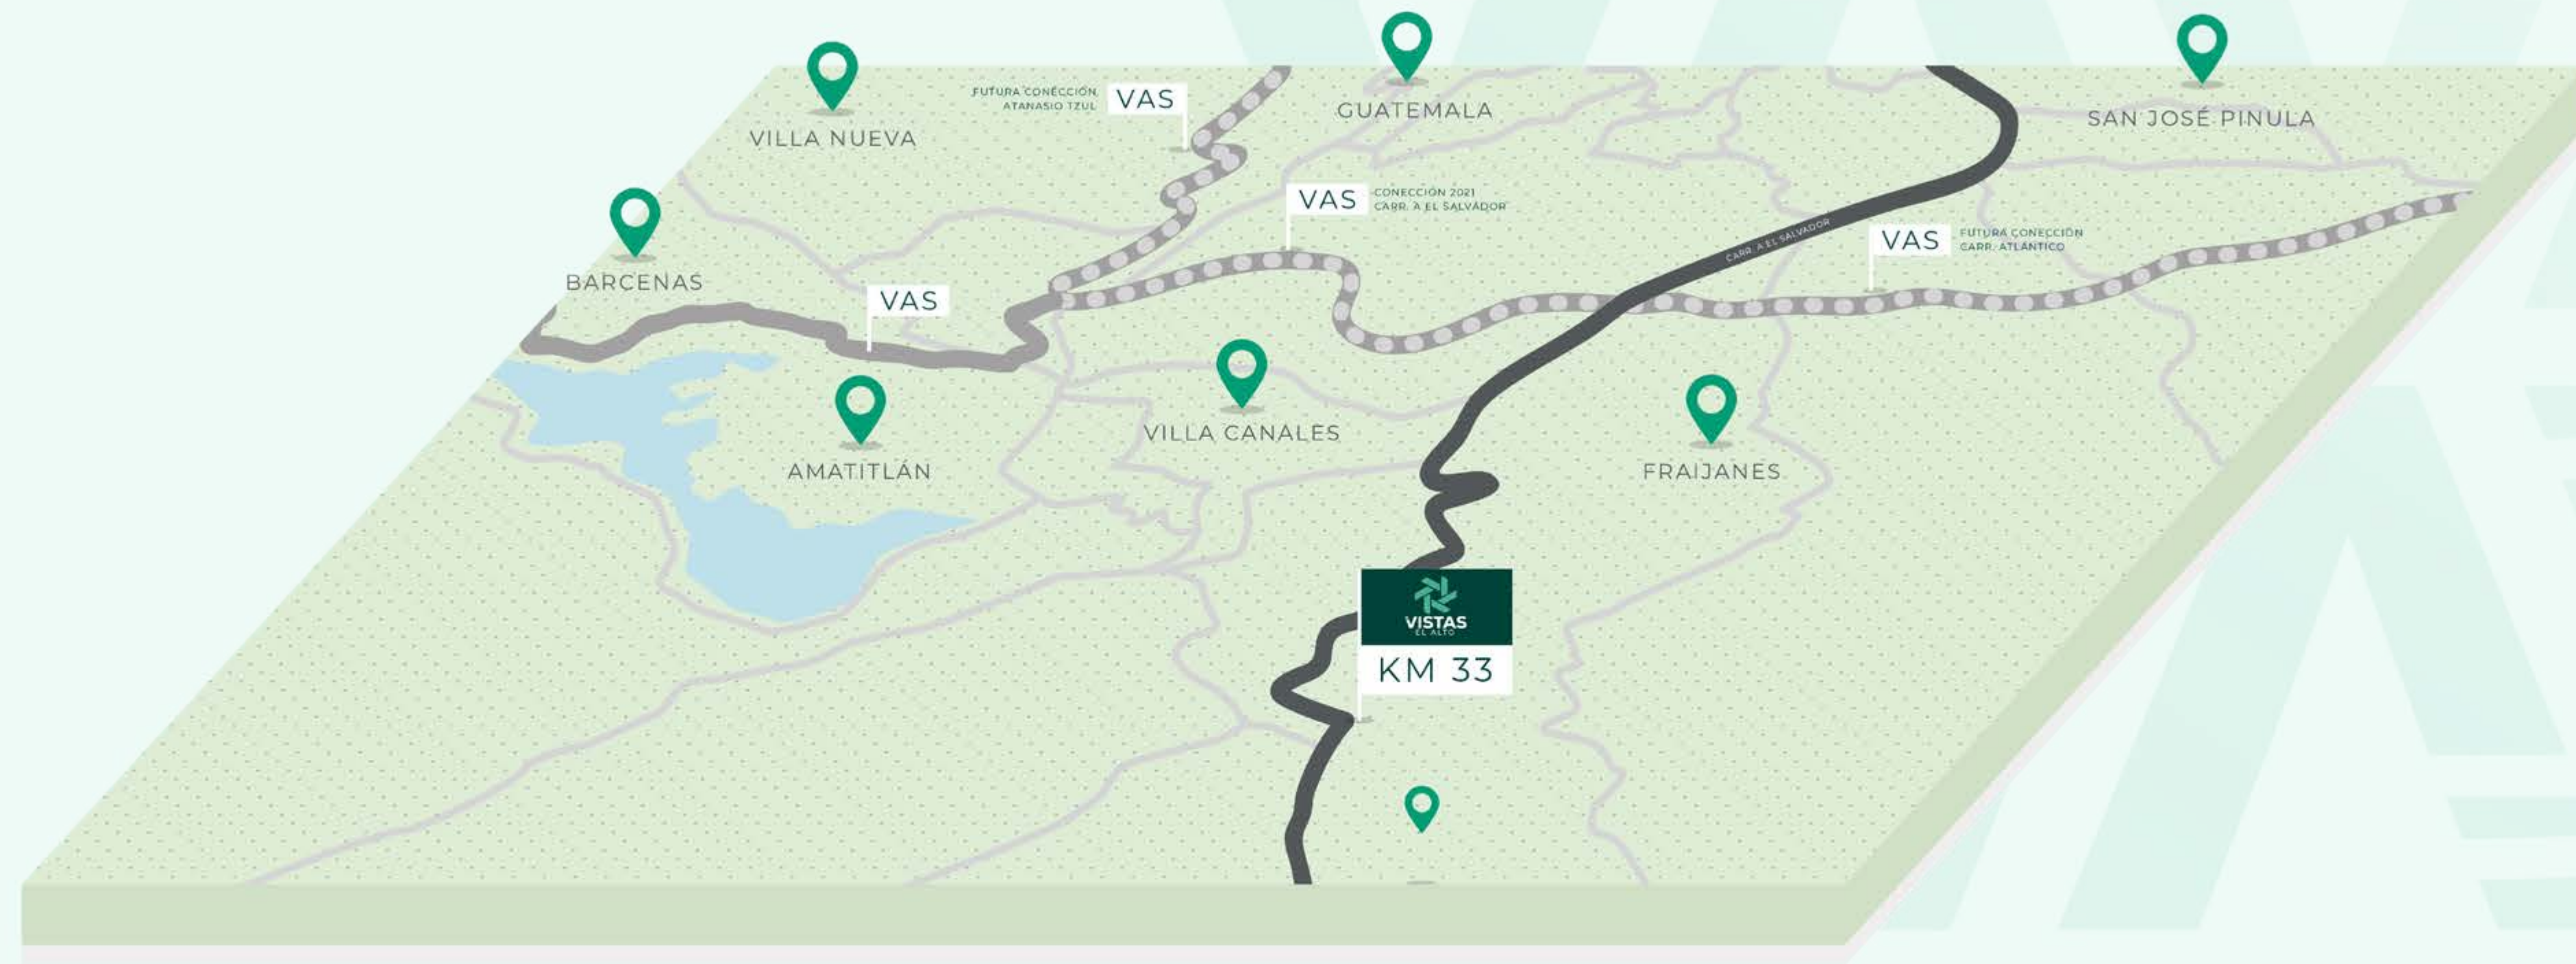 FUTURA CONECCIÓN
ATANASIO TZUL
VAS
GUATEMALA
SAN JOSÉ PINULA
VILLA NUEVA
VAS
CONECCIÓN 2021
CARR. A EL SALVADOR
CARR. A EL SALVADOR
VAS
FUTURA CONECCIÓN
CARR. ATLÁNTICO
BARCENAS
VAS
VILLA CANALES
AMATITLÁN
FRAIJANES
VISTAS
EL ALTO
KM 33